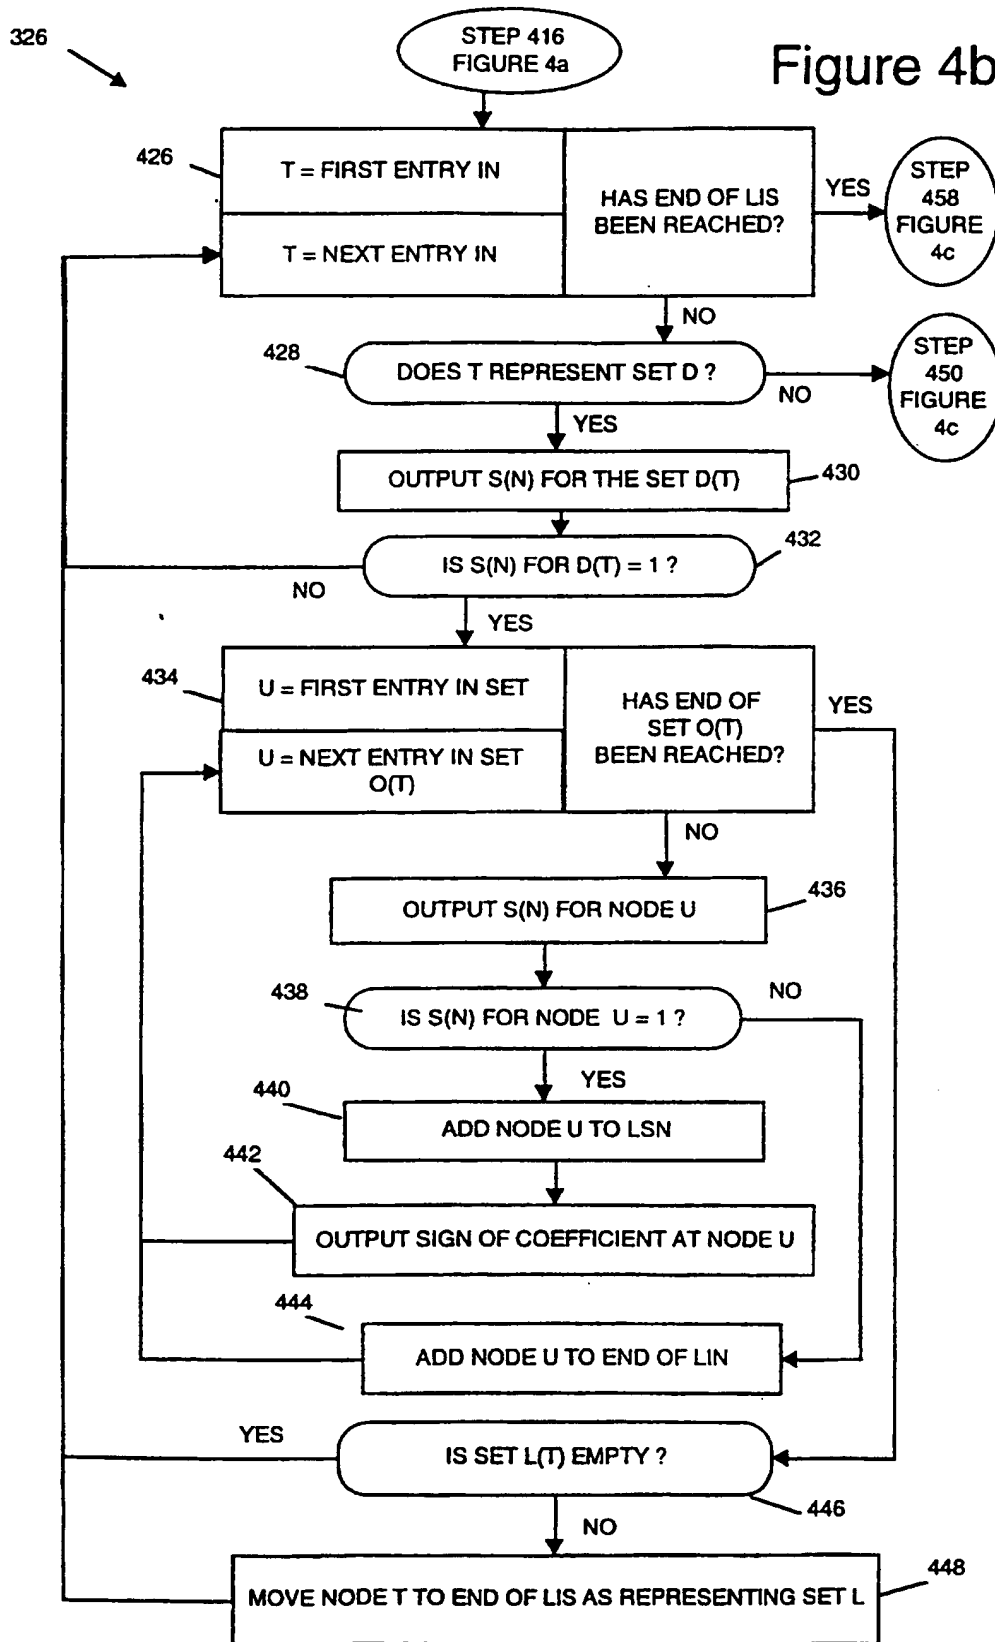 326
STEP 416
FIGURE 4a
Figure 4b
426
T = FIRST ENTRY IN
T = NEXT ENTRY IN
HAS END OF LIS
BEEN REACHED?
YES
STEP
458
FIGURE
4c
NO
428
DOES T REPRESENT SET D ?
NO
STEP
450
FIGURE
4c
YES
OUTPUT S(N) FOR THE SET D(T)
430
432
IS S(N) FOR D(T) = 1 ?
NO
YES
434
U = FIRST ENTRY IN SET
U = NEXT ENTRY IN SET
O(T)
HAS END OF
SET O(T)
BEEN REACHED?
YES
NO
OUTPUT S(N) FOR NODE U
436
438
IS S(N) FOR NODE U = 1 ?
NO
YES
440
ADD NODE U TO LSN
442
OUTPUT SIGN OF COEFFICIENT AT NODE U
444
ADD NODE U TO END OF LIN
YES
IS SET L(T) EMPTY ?
446
NO
MOVE NODE T TO END OF LIS AS REPRESENTING SET L
448